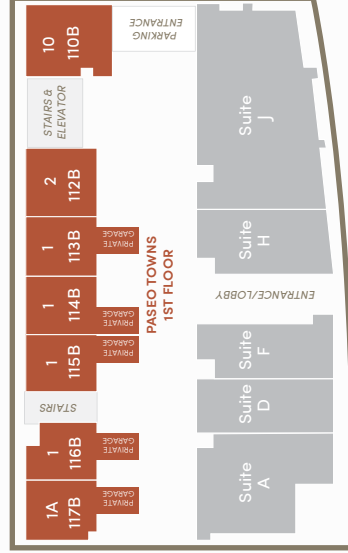 10
110B
PARKING
ENTRANCE
STAIRS &
ELEVATOR
Suite
J
2
112B
1
113B
PRIVATE
GARAGE
PASEO TOWNS
1ST FLOOR
Suite
H
1
114B
PRIVATE
GARAGE
ENTRANCE/LOBBY
1
115B
PRIVATE
GARAGE
Suite
F
STAIRS
Suite
D
1
116B
PRIVATE
GARAGE
Suite
A
1A
117B
PRIVATE
GARAGE